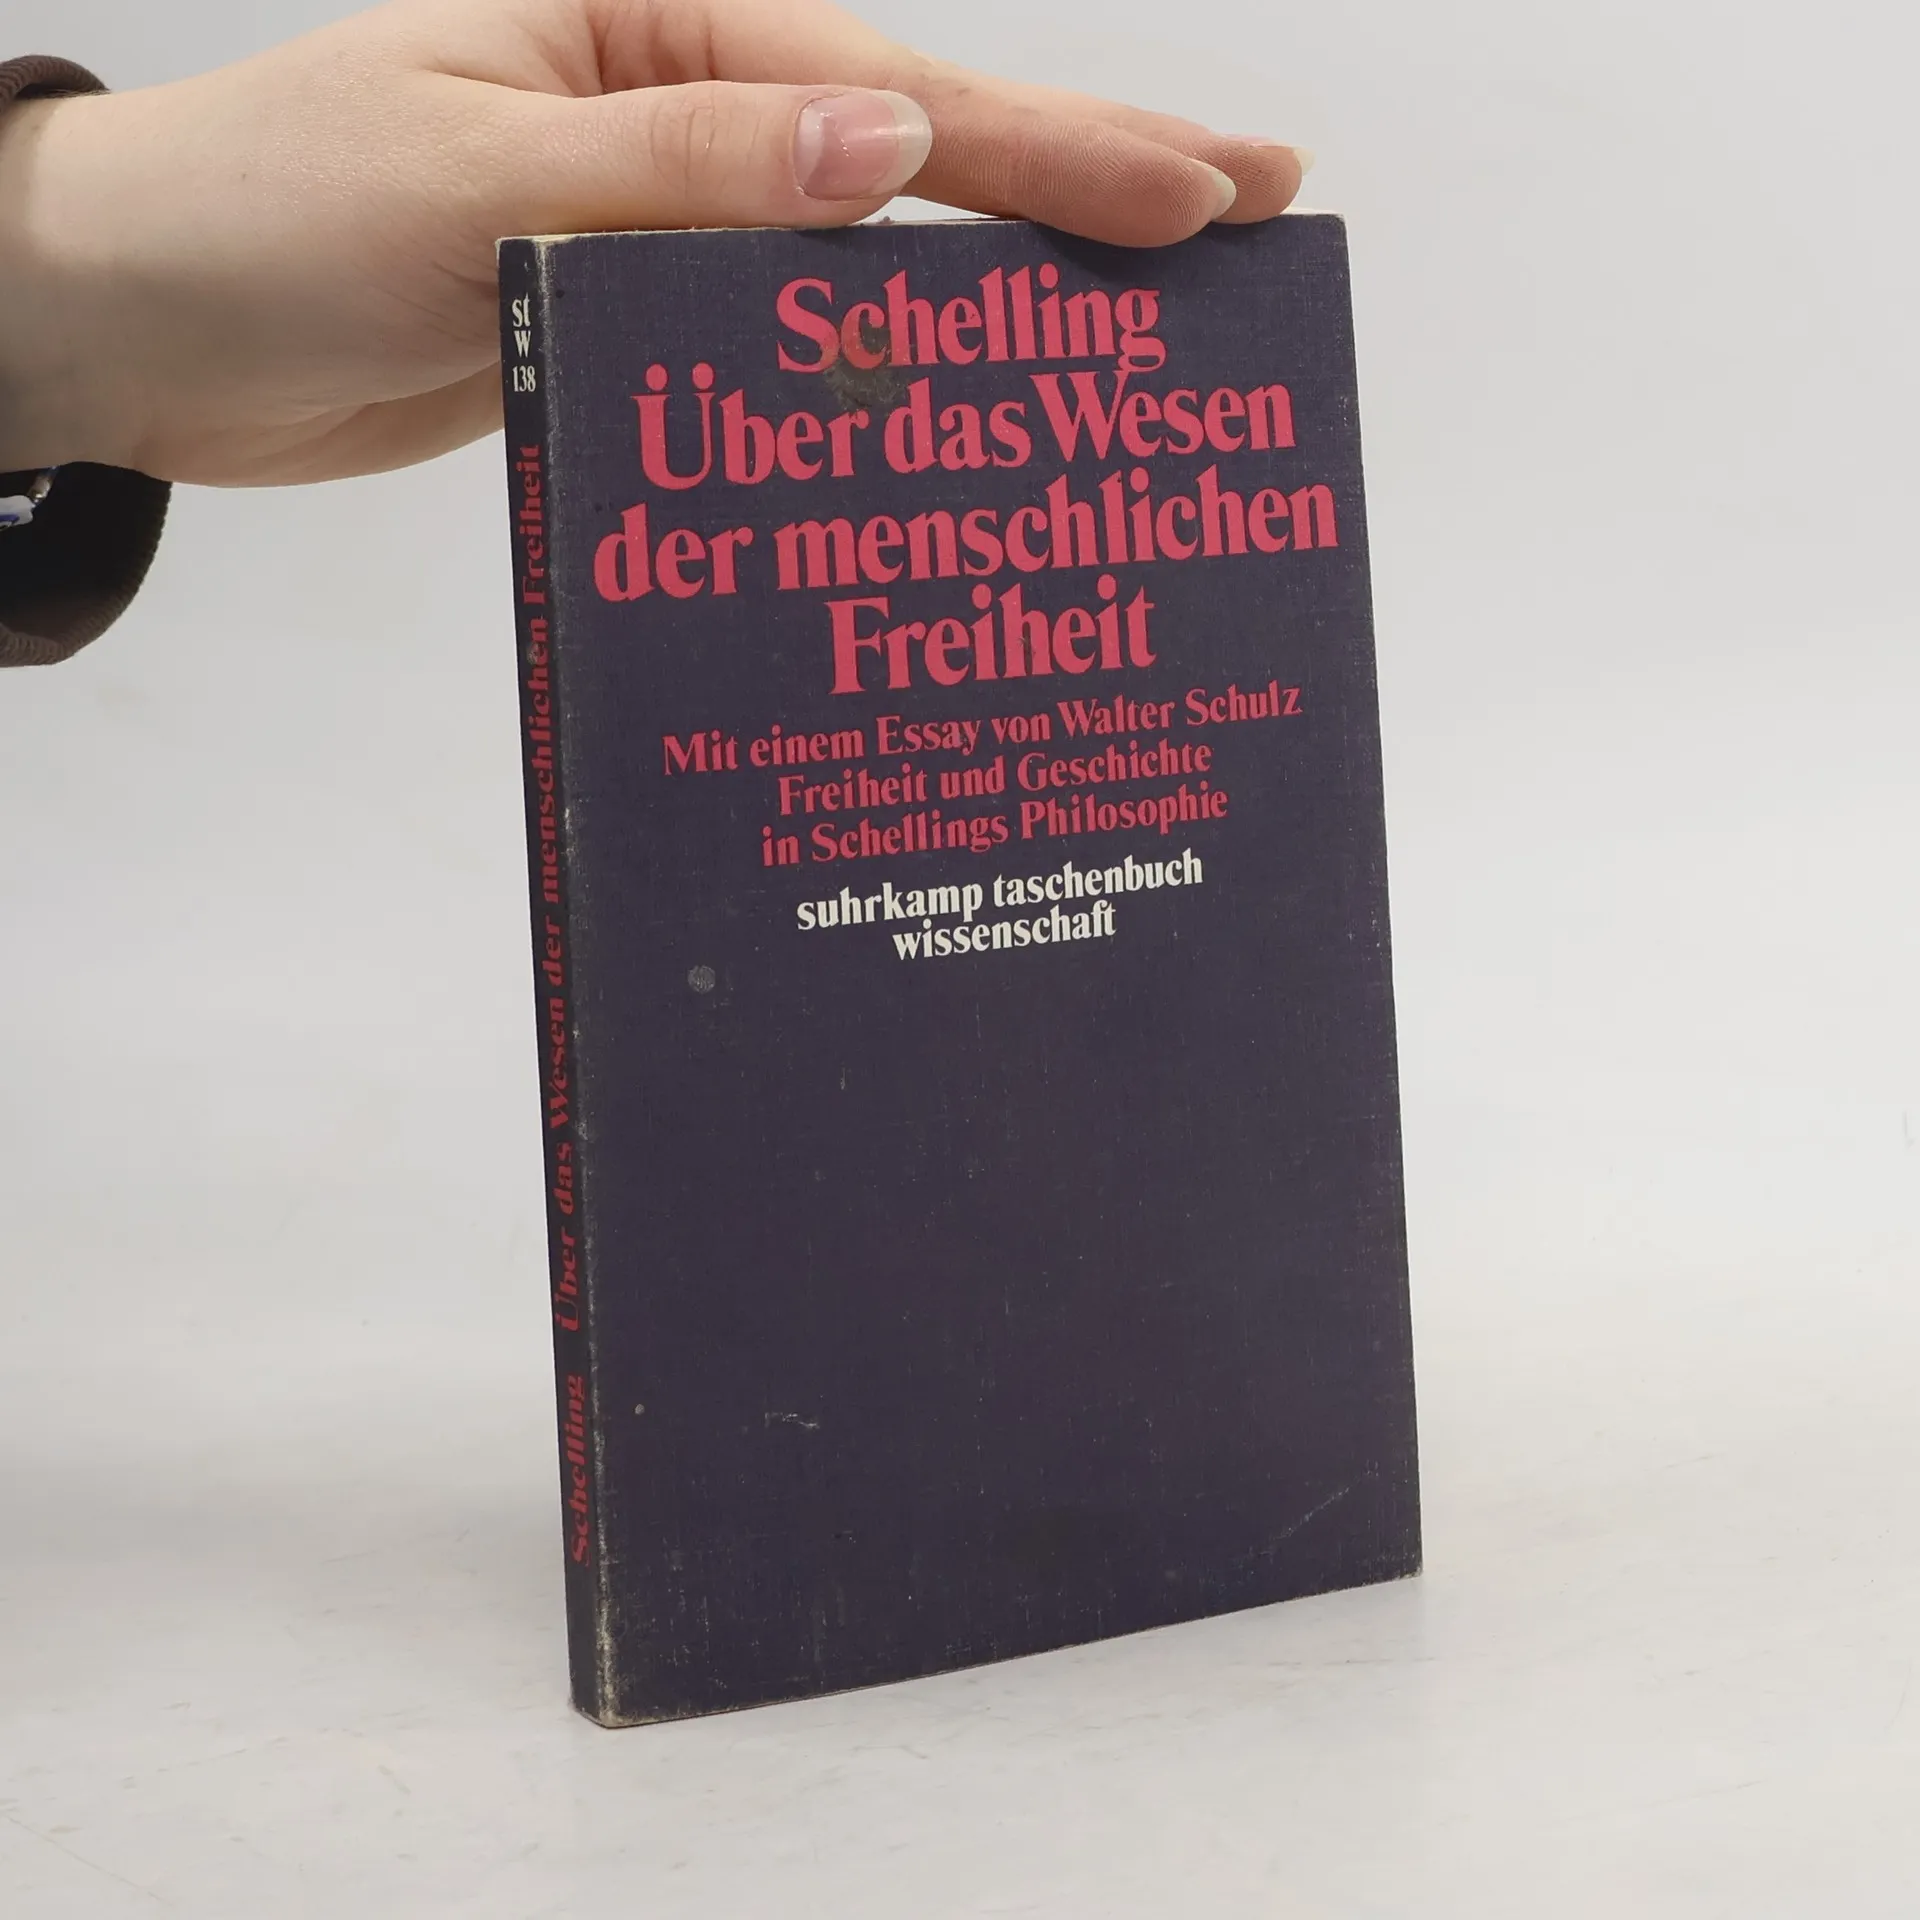 Schelling
Über das Wesen
der menschlichen
Freiheit
Mit einem Essay von Walter Schulz
Freiheit und Geschichte
in Schellings Philosophie
suhrkamp taschenbuch
wissenschaft
st
w
138
Schelling Über das Wesen der menschlichen Freiheit